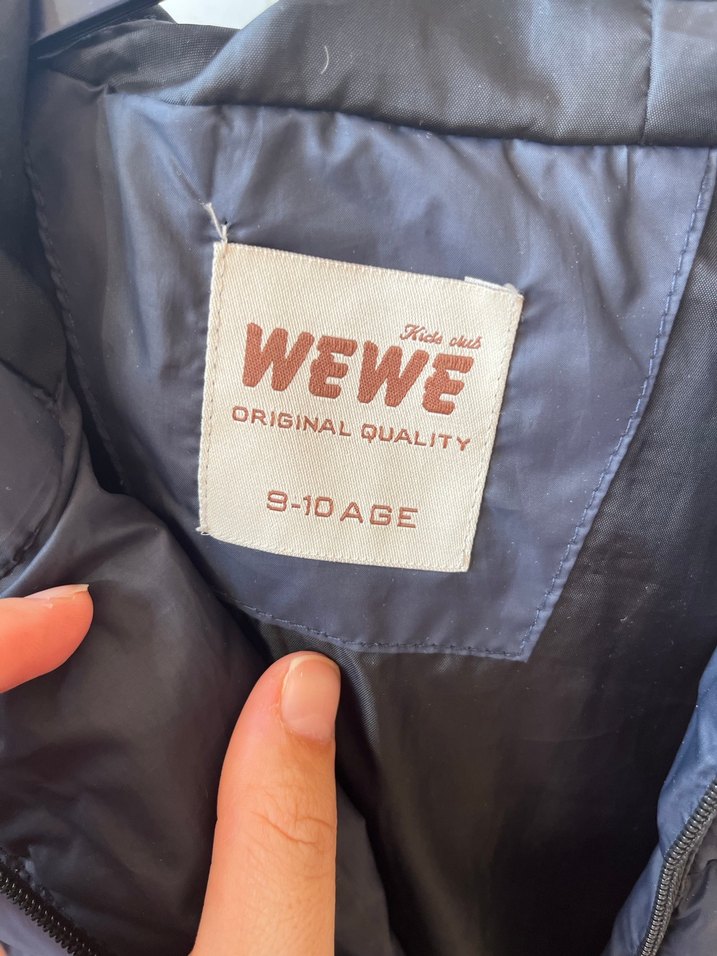 Kids club
WEWE
ORIGINAL QUALITY
9-10 AGE